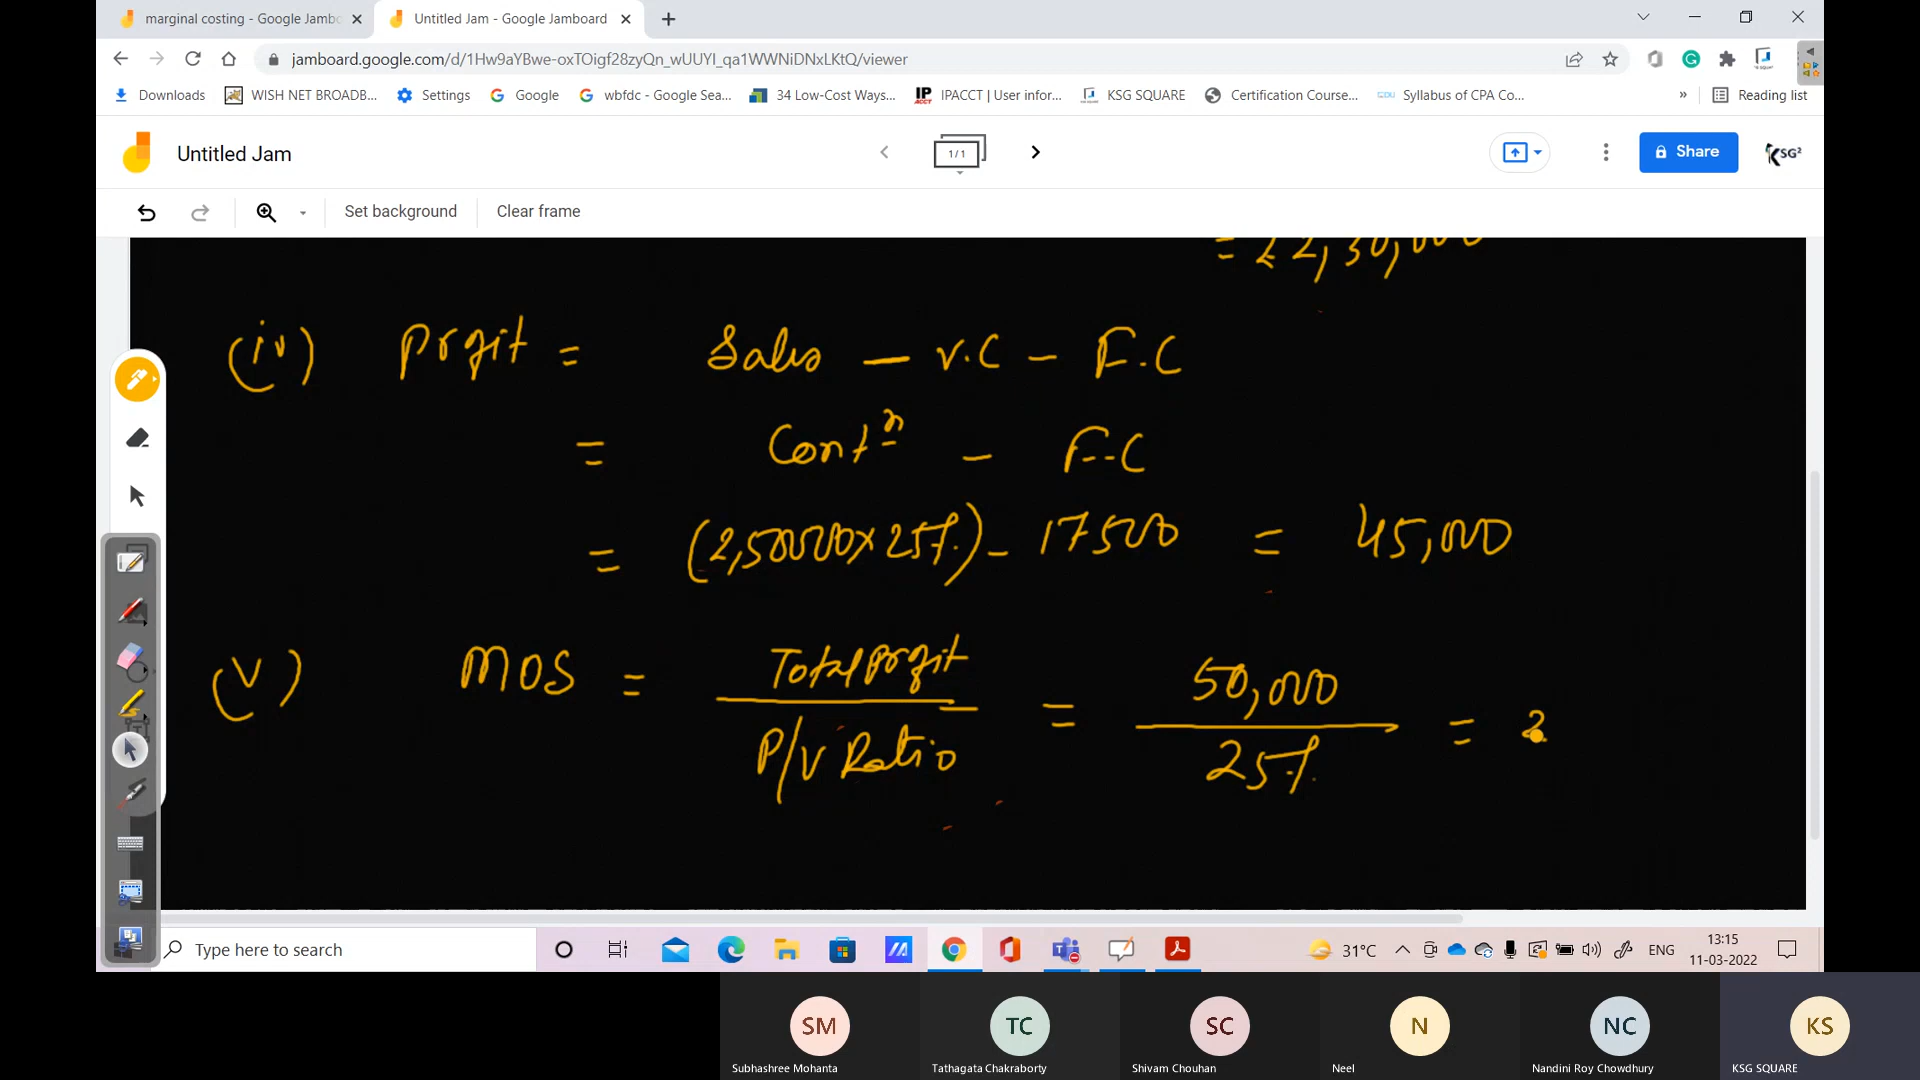 marginal costing - Google Jambo
Untitled Jam - Google Jamboard
jamboard.google.com/d/1Hw9aYBwe-oxTOigf28zyQn_wUUYI_qa1WWNiDNxLKtQ/viewer
Downloads WISH NET BROADB... Settings Google wbfdc - Google Sea... 34 Low-Cost Ways... IP IPACCT | User infor... KSG SQUARE Certification Course... Syllabus of CPA Co... » Reading list
Untitled Jam 1/1 Share KSG²
Set background Clear frame
(iv) Profit = Sales - V.C - F.C
= Contn - F.C
= (2,50000x25%) - 17500 = 45,000
(v) MOS = Total Profit / P/V Ratio = 50,000 / 25% = 2
Type here to search
31°C ENG 13:15
11-03-2022
SM TC SC N NC KS
Subhashree Mohanta Tathagata Chakraborty Shivam Chouhan Neel Nandini Roy Chowdhury KSG SQUARE